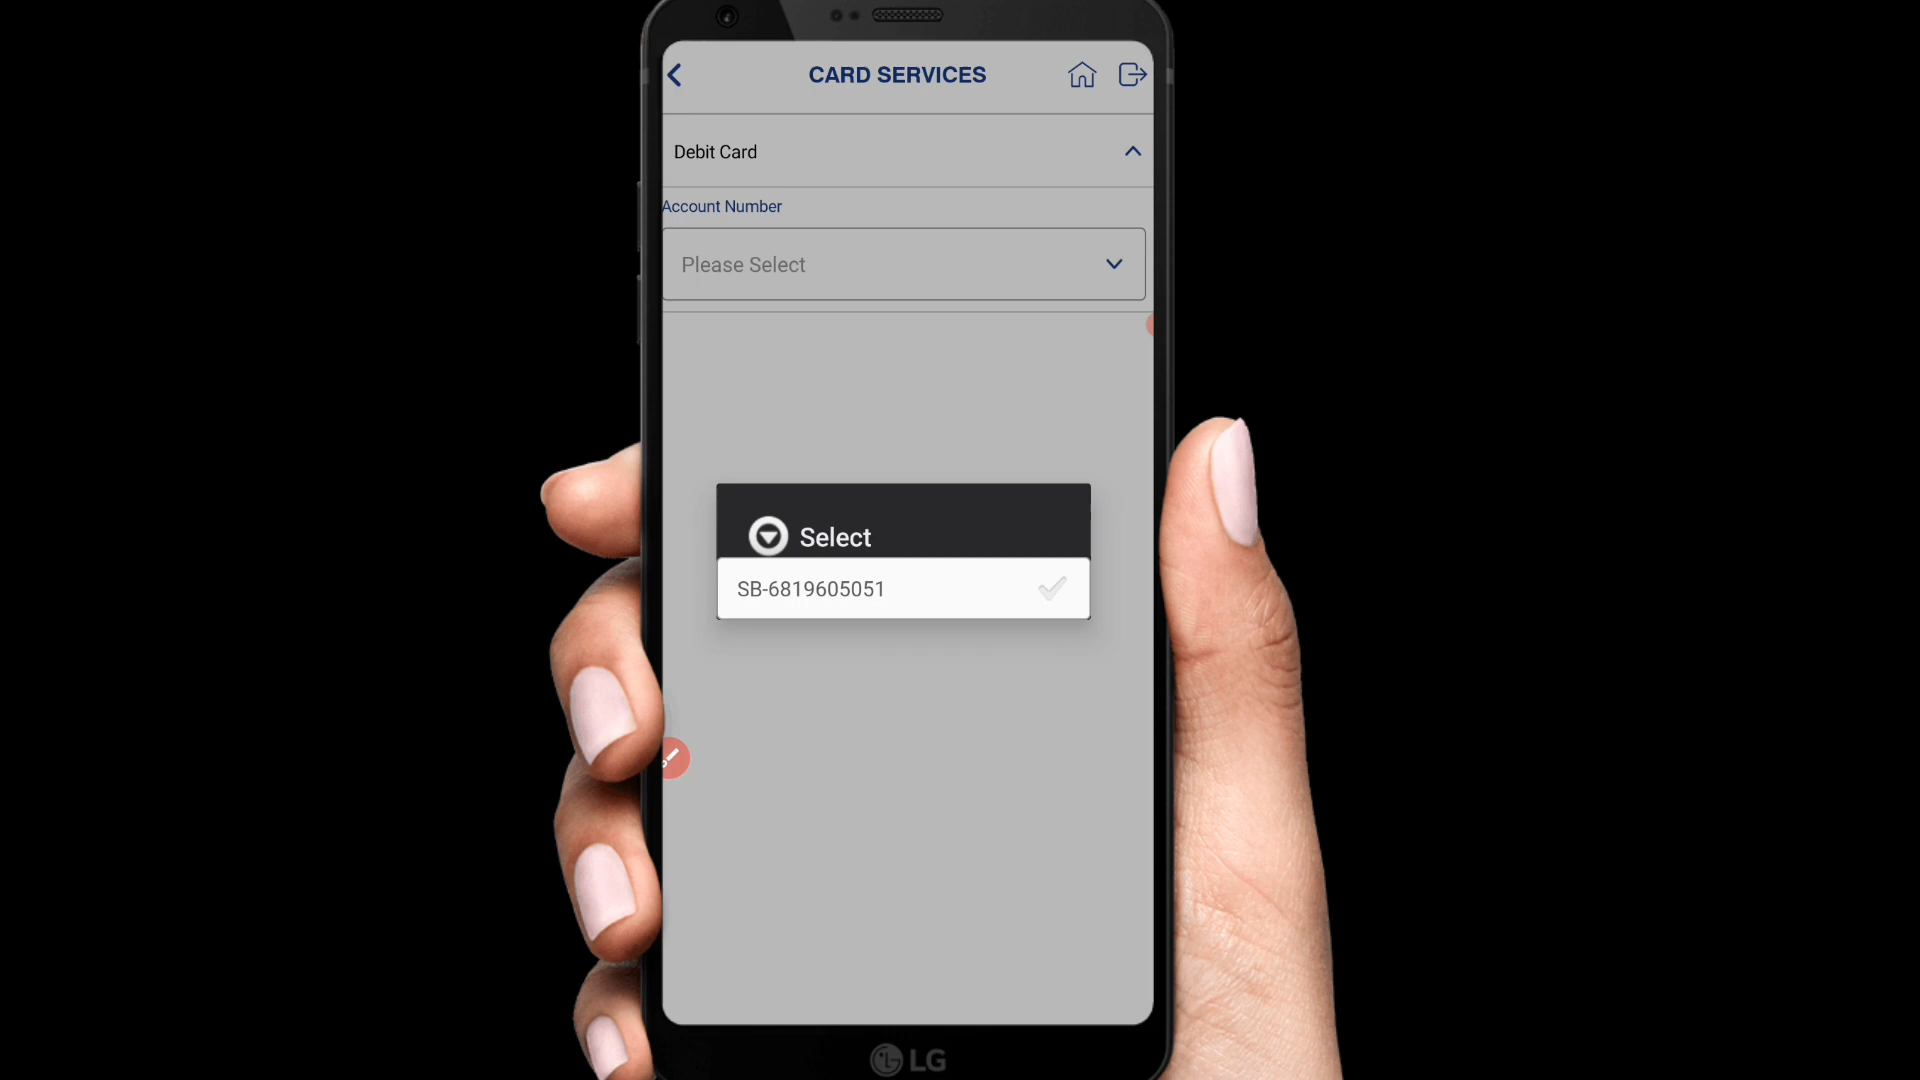 CARD SERVICES
Debit Card
Account Number
Please Select
Select
SB-6819605051
LG